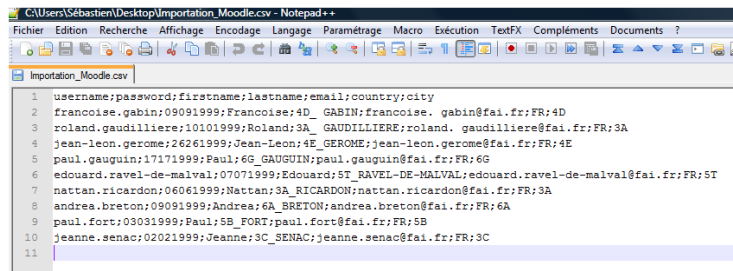 C:\Users\Sébastien\Desktop\Importation_Moodle.csv - Notepad++
Fichier Edition Recherche Affichage Encodage Langage Paramétrage Macro Exécution TextFX Compléments Documents ?
Importation_Moodle.csv
1 username;password;firstname;lastname;email;country;city
2 francoise.gabin;09091999;Francoise;4D_ GABIN;francoise. gabin@fai.fr;FR;4D
3 roland.gaudilliere;10101999;Roland;3A_ GAUDILLIERE;roland. gaudilliere@fai.fr;FR;3A
4 jean-leon.gerome;26261999;Jean-Leon;4E_GEROME;jean-leon.gerome@fai.fr;FR;4E
5 paul.gauguin;17171999;Paul;6G_GAUGUIN;paul.gauguin@fai.fr;FR;6G
6 edouard.ravel-de-malval;07071999;Edouard;5T_RAVEL-DE-MALVAL;edouard.ravel-de-malval@fai.fr;FR;5T
7 nattan.ricardon;06061999;Nattan;3A_RICARDON;nattan.ricardon@fai.fr;FR;3A
8 andrea.breton;09091999;Andrea;6A_BRETON;andrea.breton@fai.fr;FR;6A
9 paul.fort;03031999;Paul;5B_FORT;paul.fort@fai.fr;FR;5B
10 jeanne.senac;02021999;Jeanne;3C_SENAC;jeanne.senac@fai.fr;FR;3C
11